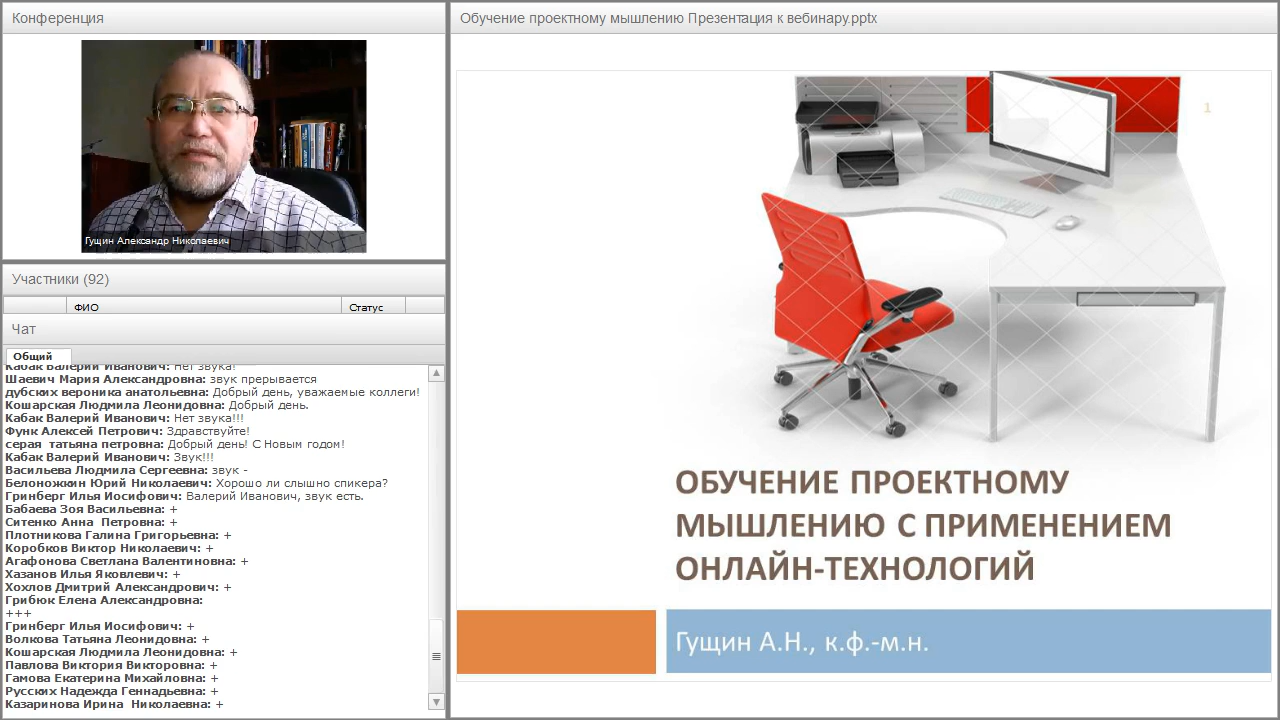 Конференция
Гущин Александр Николаевич
Участники (92)
ФИО Статус
Чат
Общий
Кабак Валерий Иванович: Нет звука!
Шаевич Мария Александровна: звук прерывается
дубских вероника анатольевна: Добрый день, уважаемые коллеги!
Кошарская Людмила Леонидовна: Добрый день.
Кабак Валерий Иванович: Нет звука!!!
Функ Алексей Петрович: Здравствуйте!
серая татьяна петровна: Добрый день! С Новым годом!
Кабак Валерий Иванович: Звук!!!
Васильева Людмила Сергеевна: звук -
Белоножкин Юрий Николаевич: Хорошо ли слышно спикера?
Гринберг Илья Иосифович: Валерий Иванович, звук есть.
Бабаева Зоя Васильевна: +
Ситенко Анна Петровна: +
Плотникова Галина Григорьевна: +
Коробков Виктор Николаевич: +
Агафонова Светлана Валентиновна: +
Хазанов Илья Яковлевич: +
Хохлов Дмитрий Александрович: +
Грибюк Елена Александровна:
+++
Гринберг Илья Иосифович: +
Волкова Татьяна Леонидовна: +
Кошарская Людмила Леонидовна: +
Павлова Виктория Викторовна: +
Гамова Екатерина Михайловна: +
Русских Надежда Геннадьевна: +
Казаринова Ирина Николаевна: +
Обучение проектному мышлению Презентация к вебинару.pptx
1
ОБУЧЕНИЕ ПРОЕКТНОМУ
МЫШЛЕНИЮ С ПРИМЕНЕНИЕМ
ОНЛАЙН-ТЕХНОЛОГИЙ
Гущин А.Н., к.ф.-м.н.